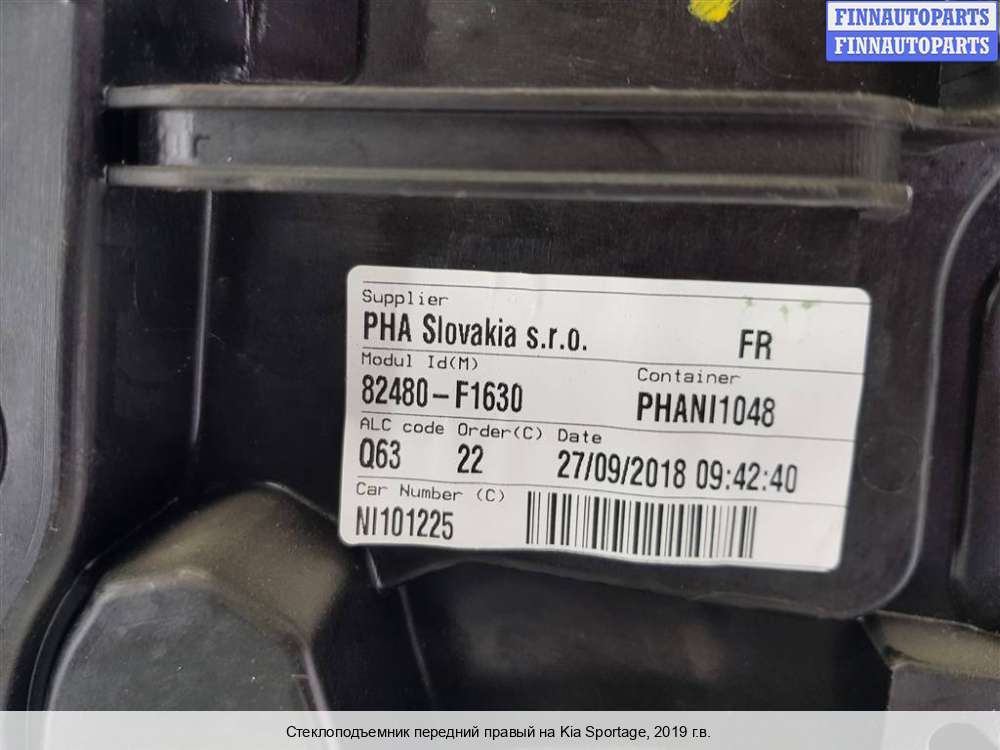 FINNAUTOPARTS
FINNAUTOPARTS
Supplier
PHA Slovakia s.r.o.
FR
Modul Id(M)
Container
82480-F1630
PHANI1048
ALC code Order(C) Date
Q63 22 27/09/2018 09:42:40
Car Number (C)
NI101225
Стеклоподъемник передний правый на Kia Sportage, 2019 г.в.